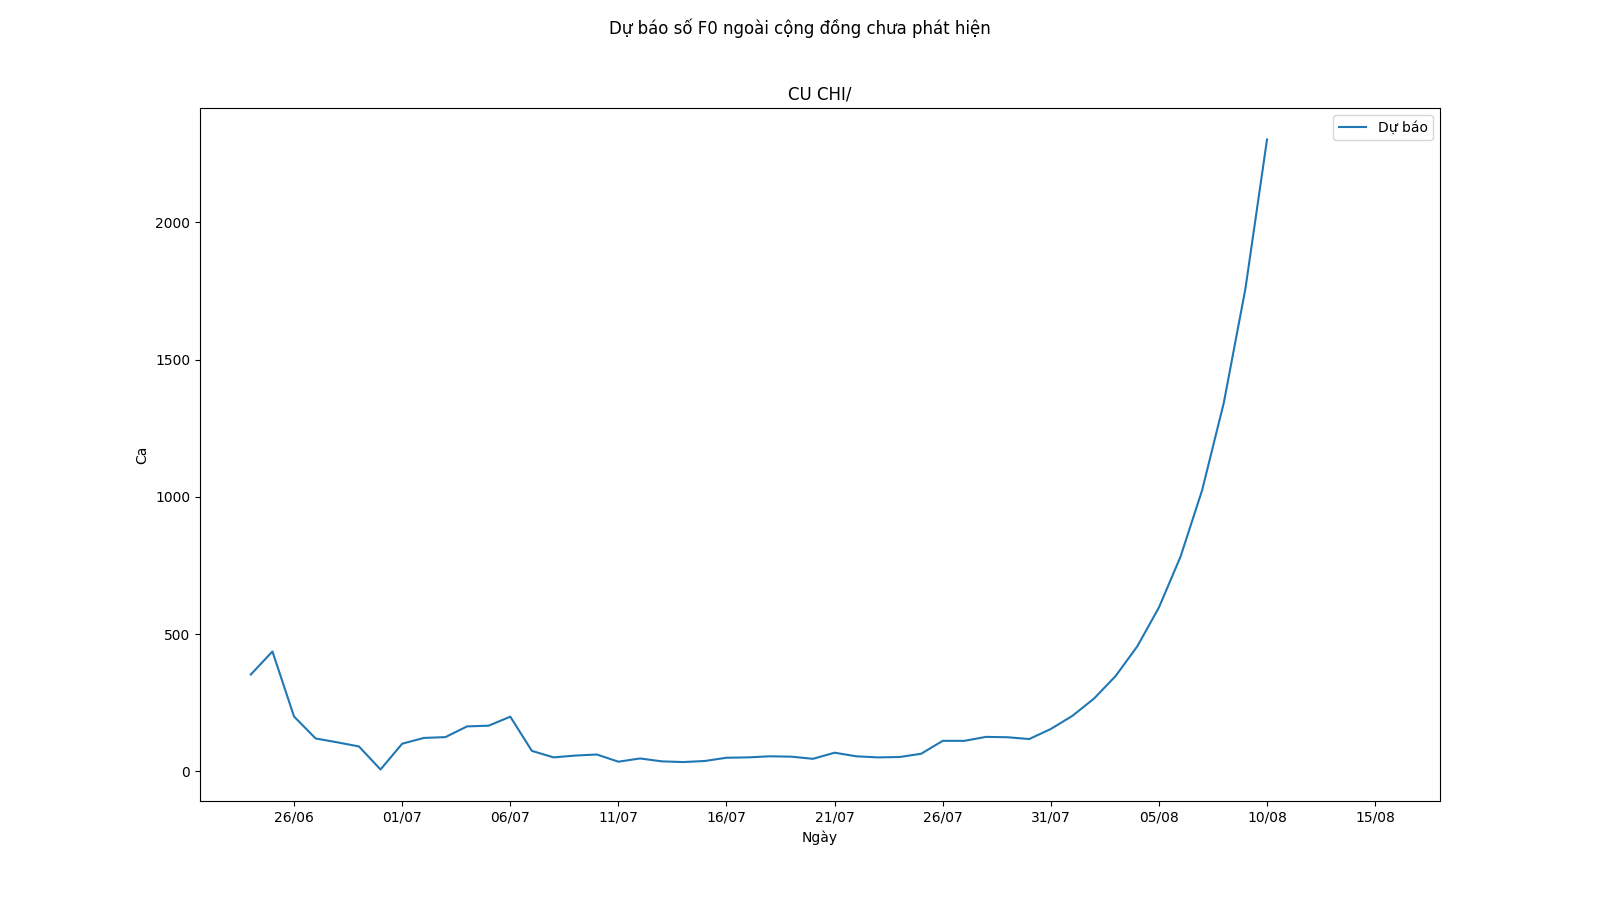 Dự báo số F0 ngoài cộng đồng chưa phát hiện
CU CHI/
Dự báo
2000
1500
1000
500
0
Ca
26/06 01/07 06/07 11/07 16/07 21/07 26/07 31/07 05/08 10/08 15/08
Ngày